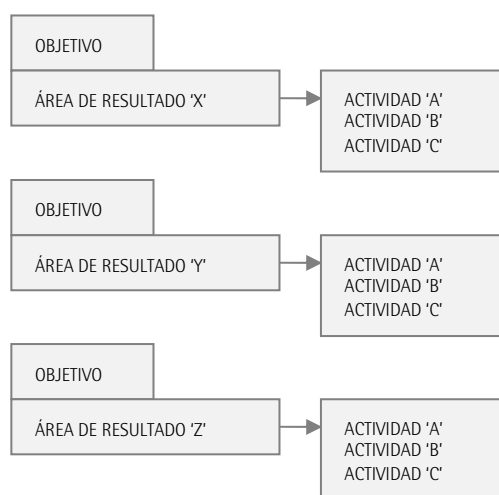 OBJETIVO
ÁREA DE RESULTADO ‘X’
ACTIVIDAD ‘A’
ACTIVIDAD ‘B’
ACTIVIDAD ‘C’
OBJETIVO
ÁREA DE RESULTADO ‘Y’
ACTIVIDAD ‘A’
ACTIVIDAD ‘B’
ACTIVIDAD ‘C’
OBJETIVO
ÁREA DE RESULTADO ‘Z’
ACTIVIDAD ‘A’
ACTIVIDAD ‘B’
ACTIVIDAD ‘C’